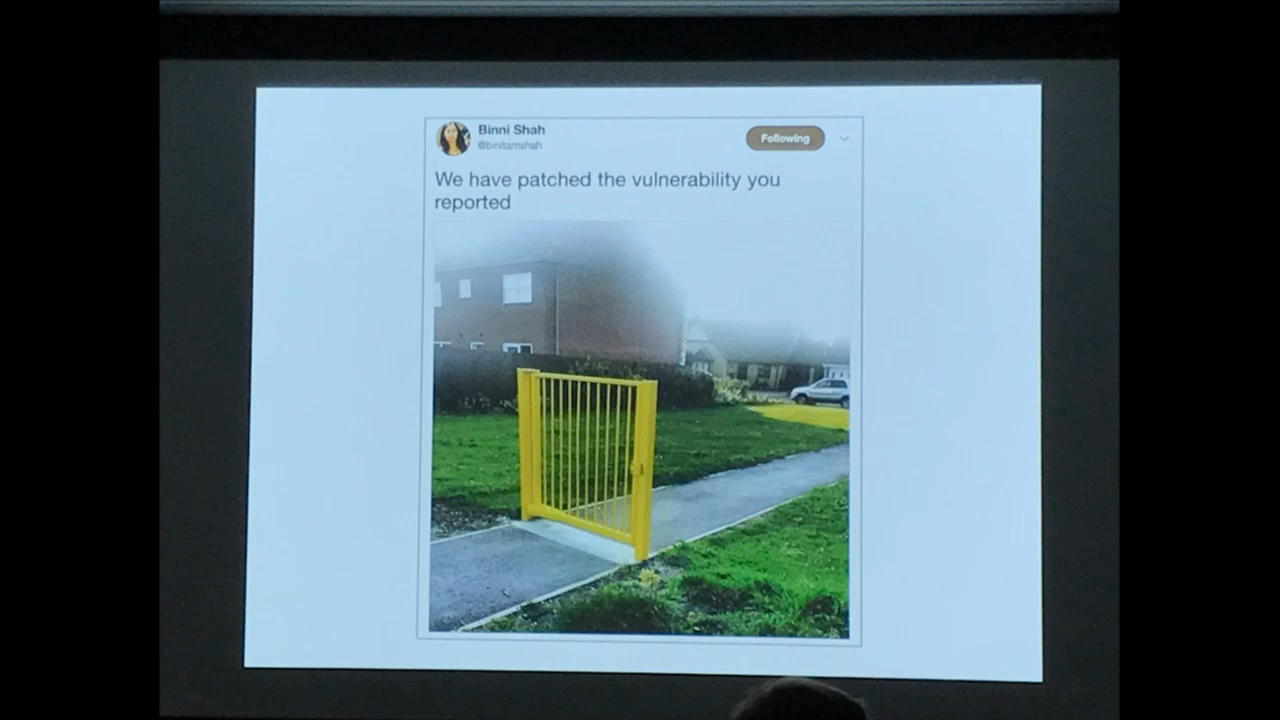 Binni Shah
@binitamshah
Following
We have patched the vulnerability you
reported